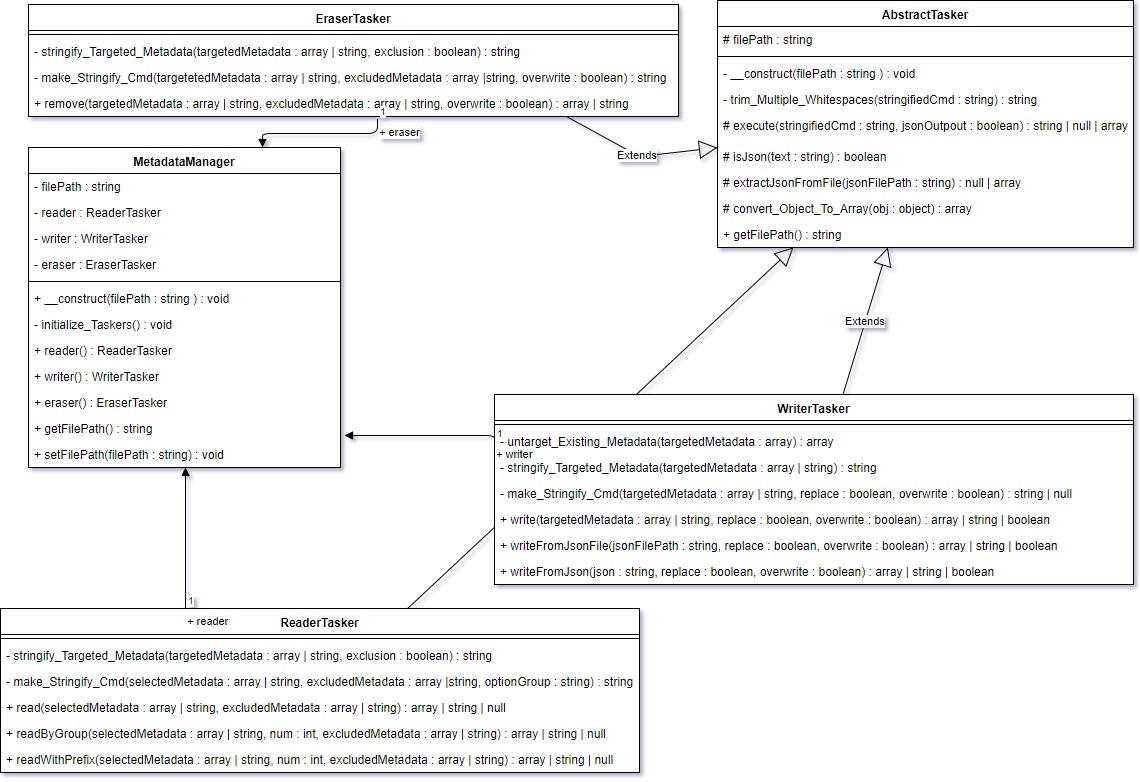 EraserTasker
- stringify_Targeted_Metadata(targetedMetadata : array | string, exclusion : boolean) : string
- make_Stringify_Cmd(targetetedMetadata : array | string, excludedMetadata : array |string, overwrite : boolean) : string
+ remove(targetedMetadata : array | string, excludedMetadata : array | string, overwrite : boolean) : array | string
1
+ eraser
Extends
AbstractTasker
# filePath : string
- __construct(filePath : string ) : void
- trim_Multiple_Whitespaces(stringifiedCmd : string) : string
# execute(stringifiedCmd : string, jsonOutpout : boolean) : string | null | array
# isJson(text : string) : boolean
# extractJsonFromFile(jsonFilePath : string) : null | array
# convert_Object_To_Array(obj : object) : array
+ getFilePath() : string
MetadataManager
- filePath : string
- reader : ReaderTasker
- writer : WriterTasker
- eraser : EraserTasker
+ __construct(filePath : string ) : void
- initialize_Taskers() : void
+ reader() : ReaderTasker
+ writer() : WriterTasker
+ eraser() : EraserTasker
+ getFilePath() : string
+ setFilePath(filePath : string) : void
Extends
WriterTasker
1
- untarget_Existing_Metadata(targetedMetadata : array) : array
+ writer
- stringify_Targeted_Metadata(targetedMetadata : array | string) : string
- make_Stringify_Cmd(targetedMetadata : array | string, replace : boolean, overwrite : boolean) : string | null
+ write(targetedMetadata : array | string, replace : boolean, overwrite : boolean) : array | string | boolean
+ writeFromJsonFile(jsonFilePath : string, replace : boolean, overwrite : boolean) : array | string | boolean
+ writeFromJson(json : string, replace : boolean, overwrite : boolean) : array | string | boolean
1
+ reader
ReaderTasker
- stringify_Targeted_Metadata(targetedMetadata : array | string, exclusion : boolean) : string
- make_Stringify_Cmd(selectedMetadata : array | string, excludedMetadata : array |string, optionGroup : string) : string
+ read(selectedMetadata : array | string, excludedMetadata : array | string) : array | string | null
+ readByGroup(selectedMetadata : array | string, num : int, excludedMetadata : array | string) : array | string | null
+ readWithPrefix(selectedMetadata : array | string, num : int, excludedMetadata : array | string) : array | string | null